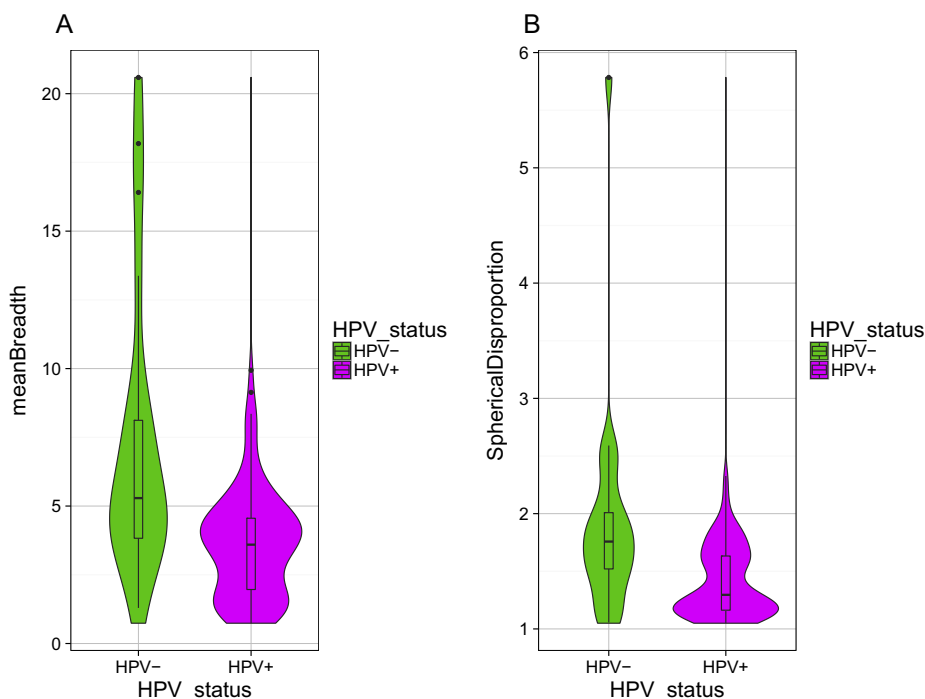 A
meanBreadth
20
15
10
5
0
HPV−
HPV+
HPV_status
HPV_status
HPV−
HPV+
B
SphericalDisproportion
6
5
4
3
2
1
HPV−
HPV+
HPV_status
HPV_status
HPV−
HPV+